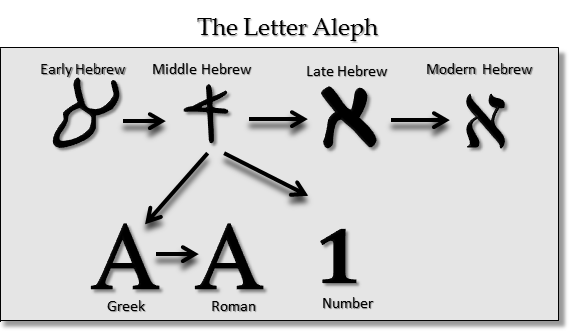 The Letter Aleph
Early Hebrew Middle Hebrew Late Hebrew Modern Hebrew
א א
A A 1
Greek Roman Number